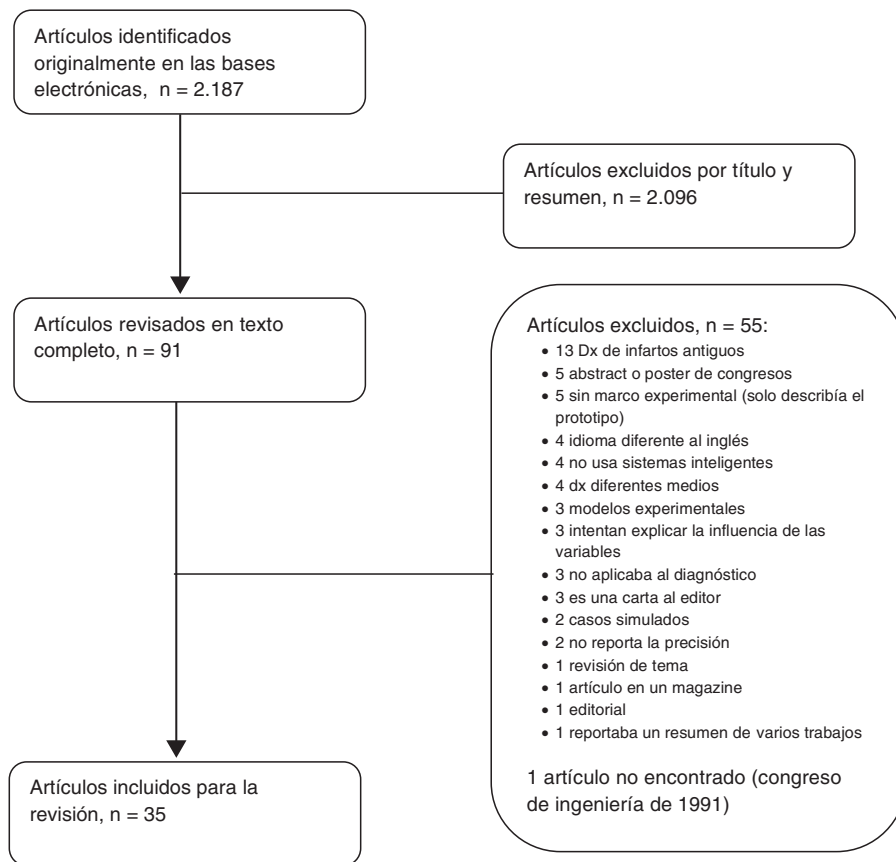 Artículos identificados
originalmente en las bases
electrónicas,  n = 2.187
Artículos excluidos por título y
resumen, n = 2.096
Artículos revisados en texto
completo, n = 91
Artículos excluidos, n = 55:
• 13 Dx de infartos antiguos
• 5 abstract o poster de congresos
• 5 sin marco experimental (solo describía el
prototipo)
• 4 idioma diferente al inglés
• 4 no usa sistemas inteligentes
• 4 dx diferentes medios
• 3 modelos experimentales
• 3 intentan explicar la influencia de las
variables
• 3 no aplicaba al diagnóstico
• 3 es una carta al editor
• 2 casos simulados
• 2 no reporta la precisión
• 1 revisión de tema
• 1 artículo en un magazine
• 1 editorial
• 1 reportaba un resumen de varios trabajos
1 artículo no encontrado (congreso
de ingeniería de 1991)
Artículos incluidos para la
revisión, n = 35